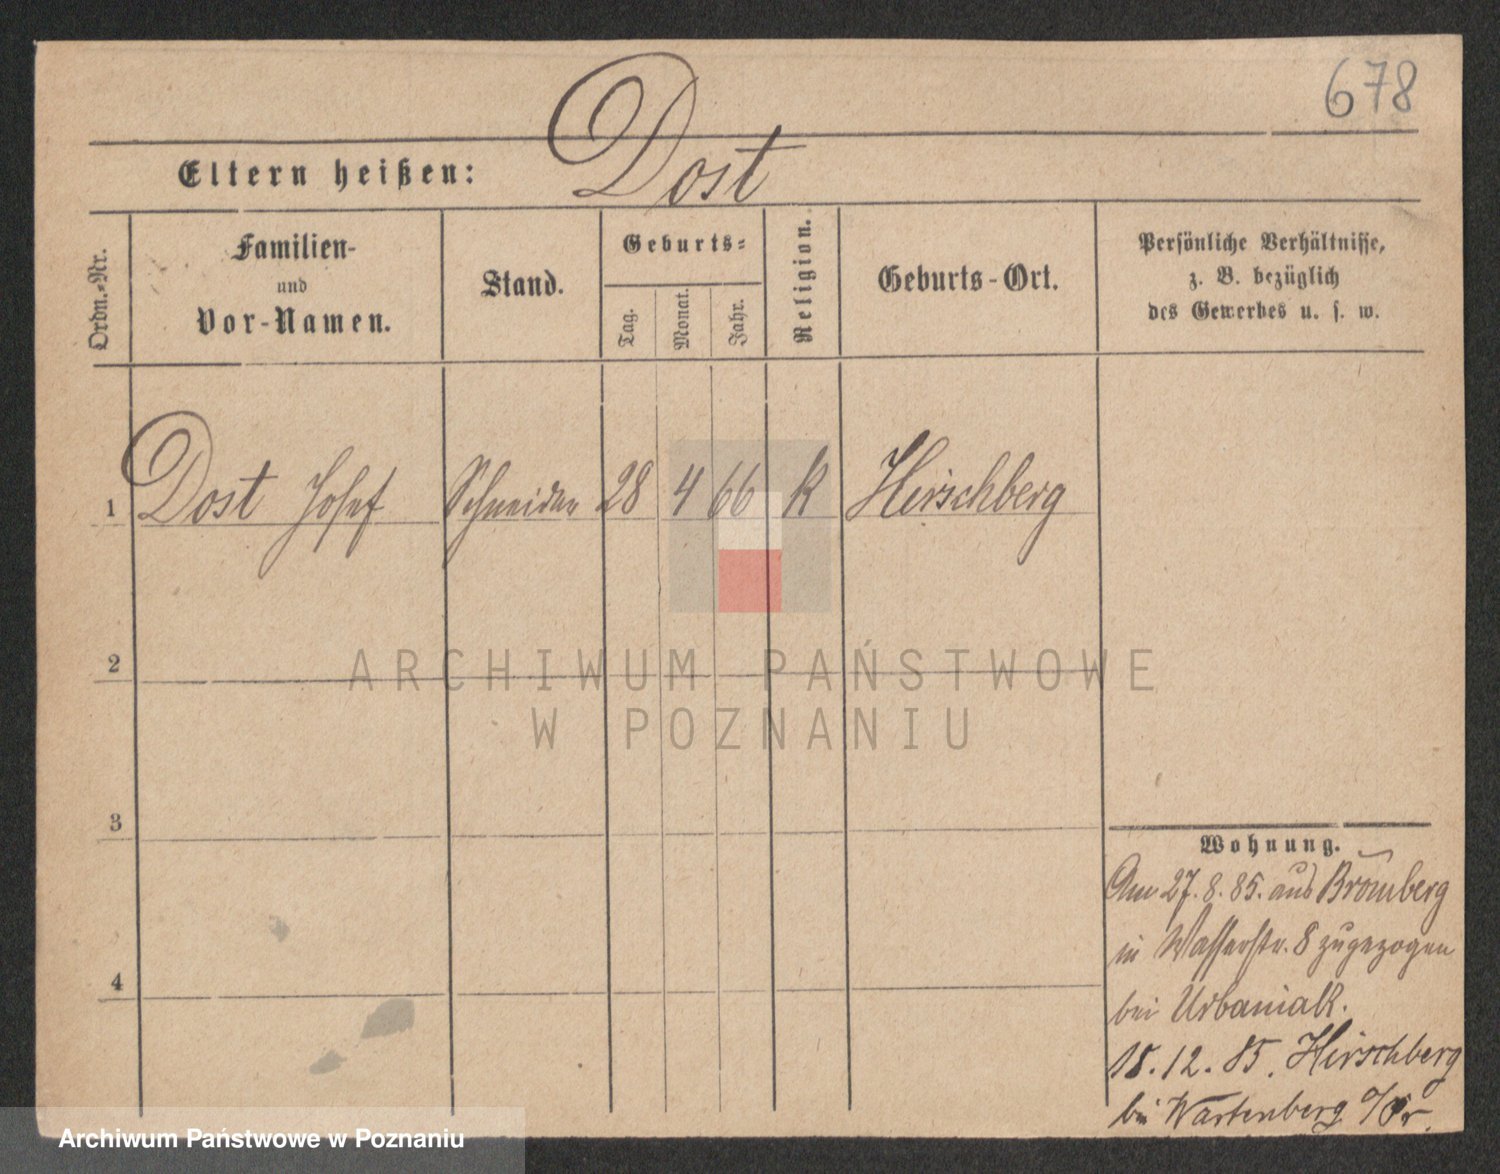 678
Eltern heißen: Dost
Ordn.-Nr.
Familien-
und
Vor-Namen.
Stand.
Geburts-
Tag.
Monat.
Jahr.
Religion.
Geburts-Ort.
Persönliche Verhältnisse,
z. B. bezüglich
des Gewerbes u. s. w.
1 Dost Josef Schneider 28 4 66 k Hirschberg
2
ARCHIWUM PAŃSTWOWE
W POZNANIU
3
Wohnung.
Am 27.8.85. aus Bromberg
in Wasserstr. 8 zugezogen
4
bei Urbaniak.
18.12.85. Hirschberg
bei Wartenberg
Archiwum Państwowe w Poznaniu